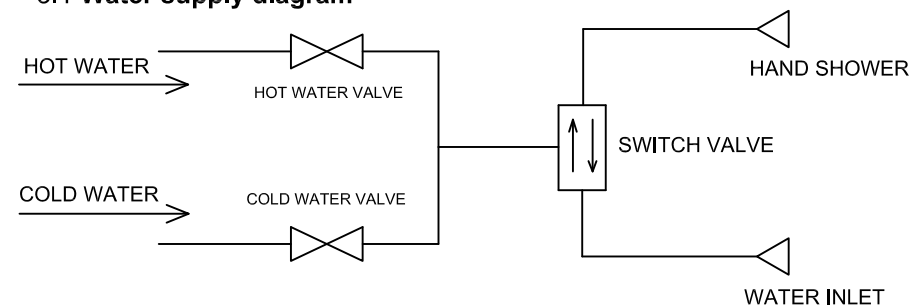 Water supply diagram
HOT WATER
HOT WATER VALVE
HAND SHOWER
SWITCH VALVE
COLD WATER
COLD WATER VALVE
WATER INLET